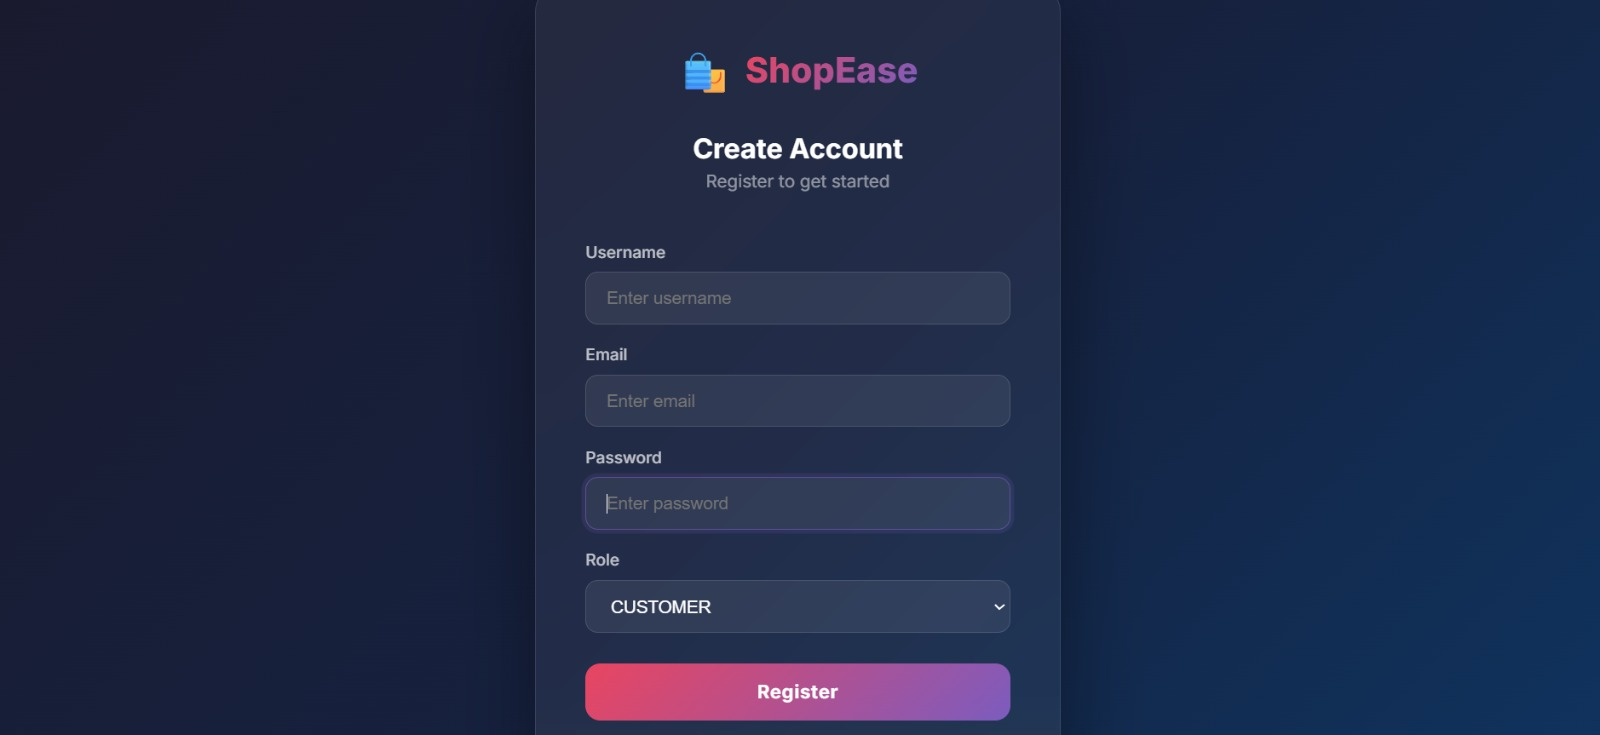 ShopEase
Create Account
Register to get started
Username
Enter username
Email
Enter email
Password
Enter password
Role
CUSTOMER
Register